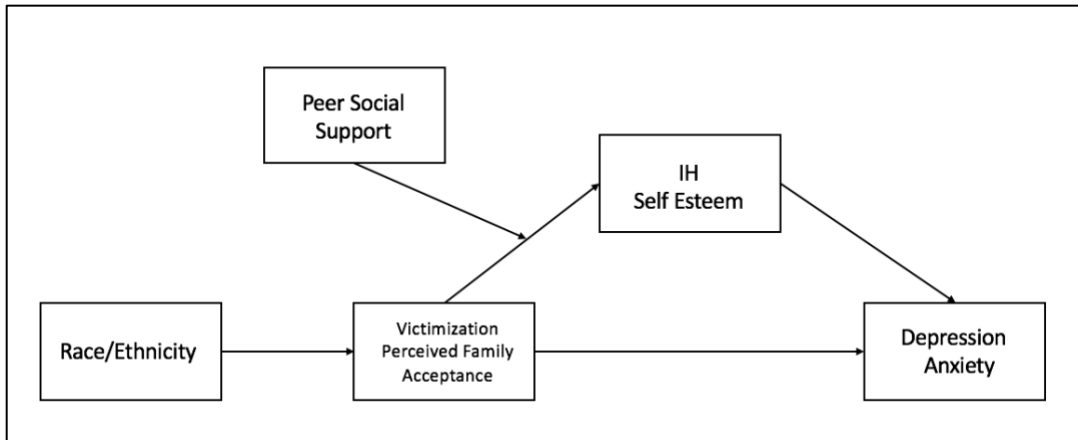 Peer Social
Support
IH
Self Esteem
Race/Ethnicity
Victimization
Perceived Family
Acceptance
Depression
Anxiety